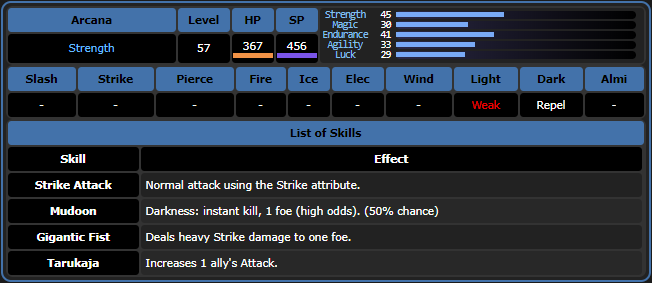 Arcana Level HP SP
Strength 57 367 456
Strength 45
Magic 30
Endurance 41
Agility 33
Luck 29
Slash Strike Pierce Fire Ice Elec Wind Light Dark Almi
- - - - - - - Weak Repel -
List of Skills
Skill Effect
Strike Attack Normal attack using the Strike attribute.
Mudoon Darkness: instant kill, 1 foe (high odds). (50% chance)
Gigantic Fist Deals heavy Strike damage to one foe.
Tarukaja Increases 1 ally's Attack.